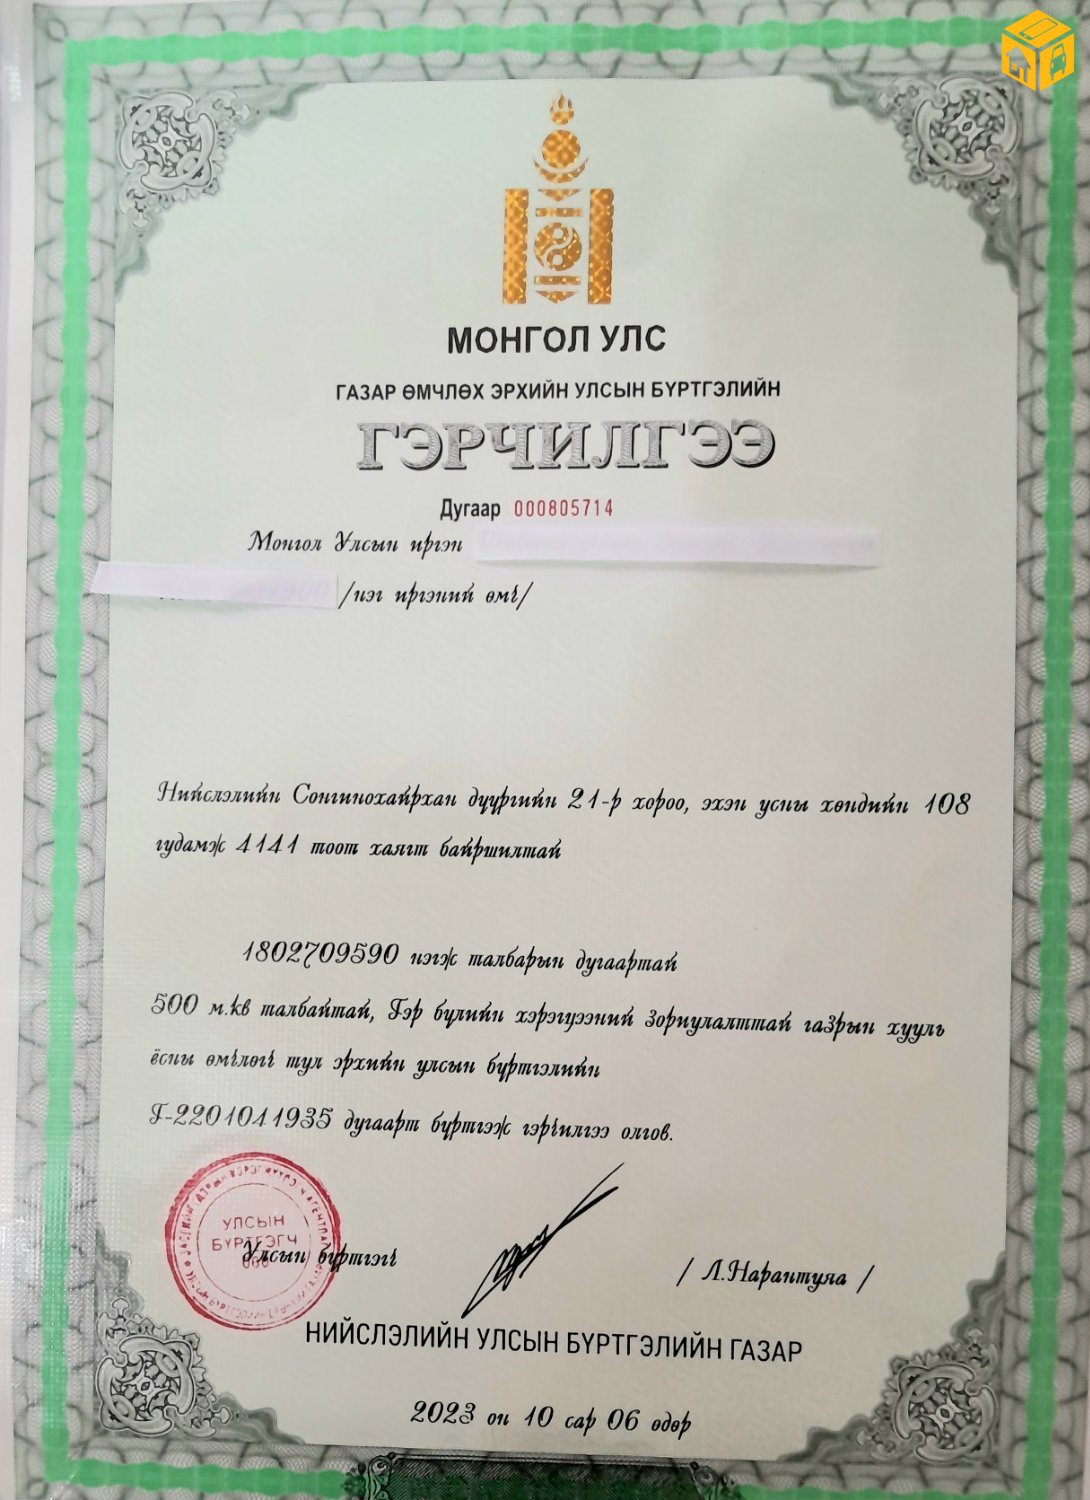 МОНГОЛ УЛС
ГАЗАР ӨМЧЛӨХ ЭРХИЙН УЛСЫН БҮРТГЭЛИЙН
ГЭРЧИЛГЭЭ
Дугаар 000805714
Монгол Улсын иргэн
/нэг иргэний өмч/
Нийслэлийн Сонгинохайрхан дүүргийн 21-р хороо, эхэн усны хөндийн 108
гудамж 4141 тоот хаягт байршилтай
1802709590 нэгж талбарын дугаартай
500 м.кв талбайтай, Гэр бүлийн хэрэгцээний зориулалттай газрын хууль
ёсны өмчлөгч тул эрхийн улсын бүртгэлийн
Г-2201041935 дугаарт бүртгэж гэрчилгээ олгов.
УЛСЫН
БҮРТГЭГЧ
Улсын бүртгэгч
/ Л.Нарантуяа /
НИЙСЛЭЛИЙН УЛСЫН БҮРТГЭЛИЙН ГАЗАР
2023 он 10 сар 06 өдөр